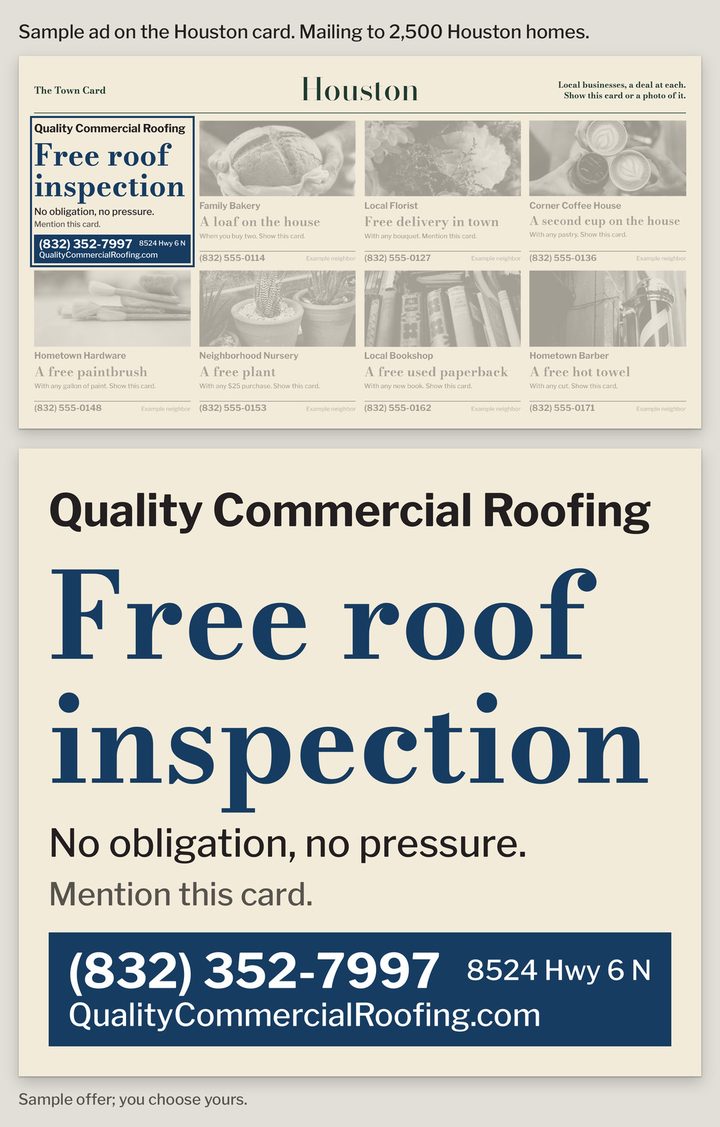 Sample ad on the Houston card. Mailing to 2,500 Houston homes.
The Town Card
Houston
Local businesses, a deal at each.
Show this card or a photo of it.
Quality Commercial Roofing
Free roof
inspection
No obligation, no pressure.
Mention this card.
(832) 352-7997 8524 Hwy 6 N
QualityCommercialRoofing.com
Family Bakery
A loaf on the house
When you buy two. Show this card.
(832) 555-0114 Example neighbor
Local Florist
Free delivery in town
With any bouquet. Mention this card.
(832) 555-0127 Example neighbor
Corner Coffee House
A second cup on the house
With any pastry. Show this card.
(832) 555-0136 Example neighbor
Hometown Hardware
A free paintbrush
With any gallon of paint. Show this card.
(832) 555-0148 Example neighbor
Neighborhood Nursery
A free plant
With any $25 purchase. Show this card.
(832) 555-0153 Example neighbor
Local Bookshop
A free used paperback
With any new book. Show this card.
(832) 555-0162 Example neighbor
Hometown Barber
A free hot towel
With any cut. Show this card.
(832) 555-0171 Example neighbor
Quality Commercial Roofing
Free roof
inspection
No obligation, no pressure.
Mention this card.
(832) 352-7997 8524 Hwy 6 N
QualityCommercialRoofing.com
Sample offer; you choose yours.